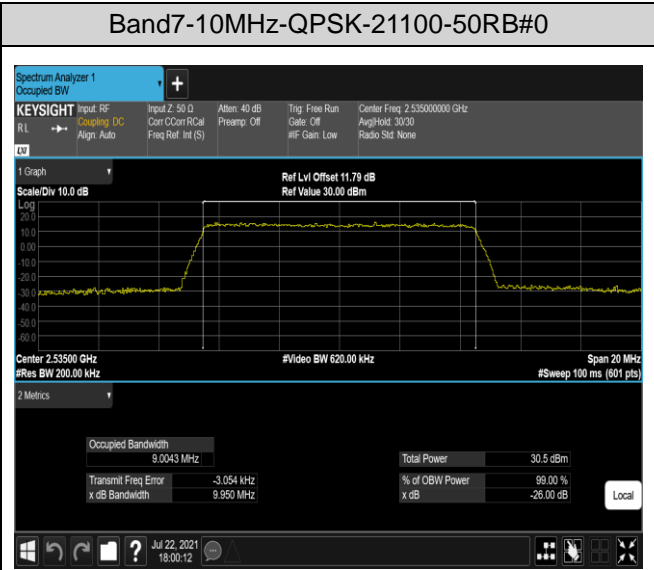 Band7-10MHz-QPSK-21100-50RB#0
Spectrum Analyzer 1
Occupied BW
+
KEYSIGHT Input: RF Input Z: 50 Ω Atten: 40 dB Trig: Free Run Center Freq: 2.535000000 GHz
RL Coupling: DC Corr CCorr RCal Preamp: Off Gate: Off Avg|Hold: 30/30
Align: Auto Freq Ref: Int (S) #IF Gain: Low Radio Std: None
LXI
1 Graph
Ref Lvl Offset 11.79 dB
Scale/Div 10.0 dB Ref Value 30.00 dBm
Log
20.0
10.0
0.00
-10.0
-20.0
-30.0
-40.0
-50.0
-60.0
Center 2.53500 GHz #Video BW 620.00 kHz Span 20 MHz
#Res BW 200.00 kHz #Sweep 100 ms (601 pts)
2 Metrics
Occupied Bandwidth
9.0043 MHz Total Power 30.5 dBm
Transmit Freq Error -3.054 kHz % of OBW Power 99.00 %
x dB Bandwidth 9.950 MHz x dB -26.00 dB
Local
? Jul 22, 2021
18:00:12